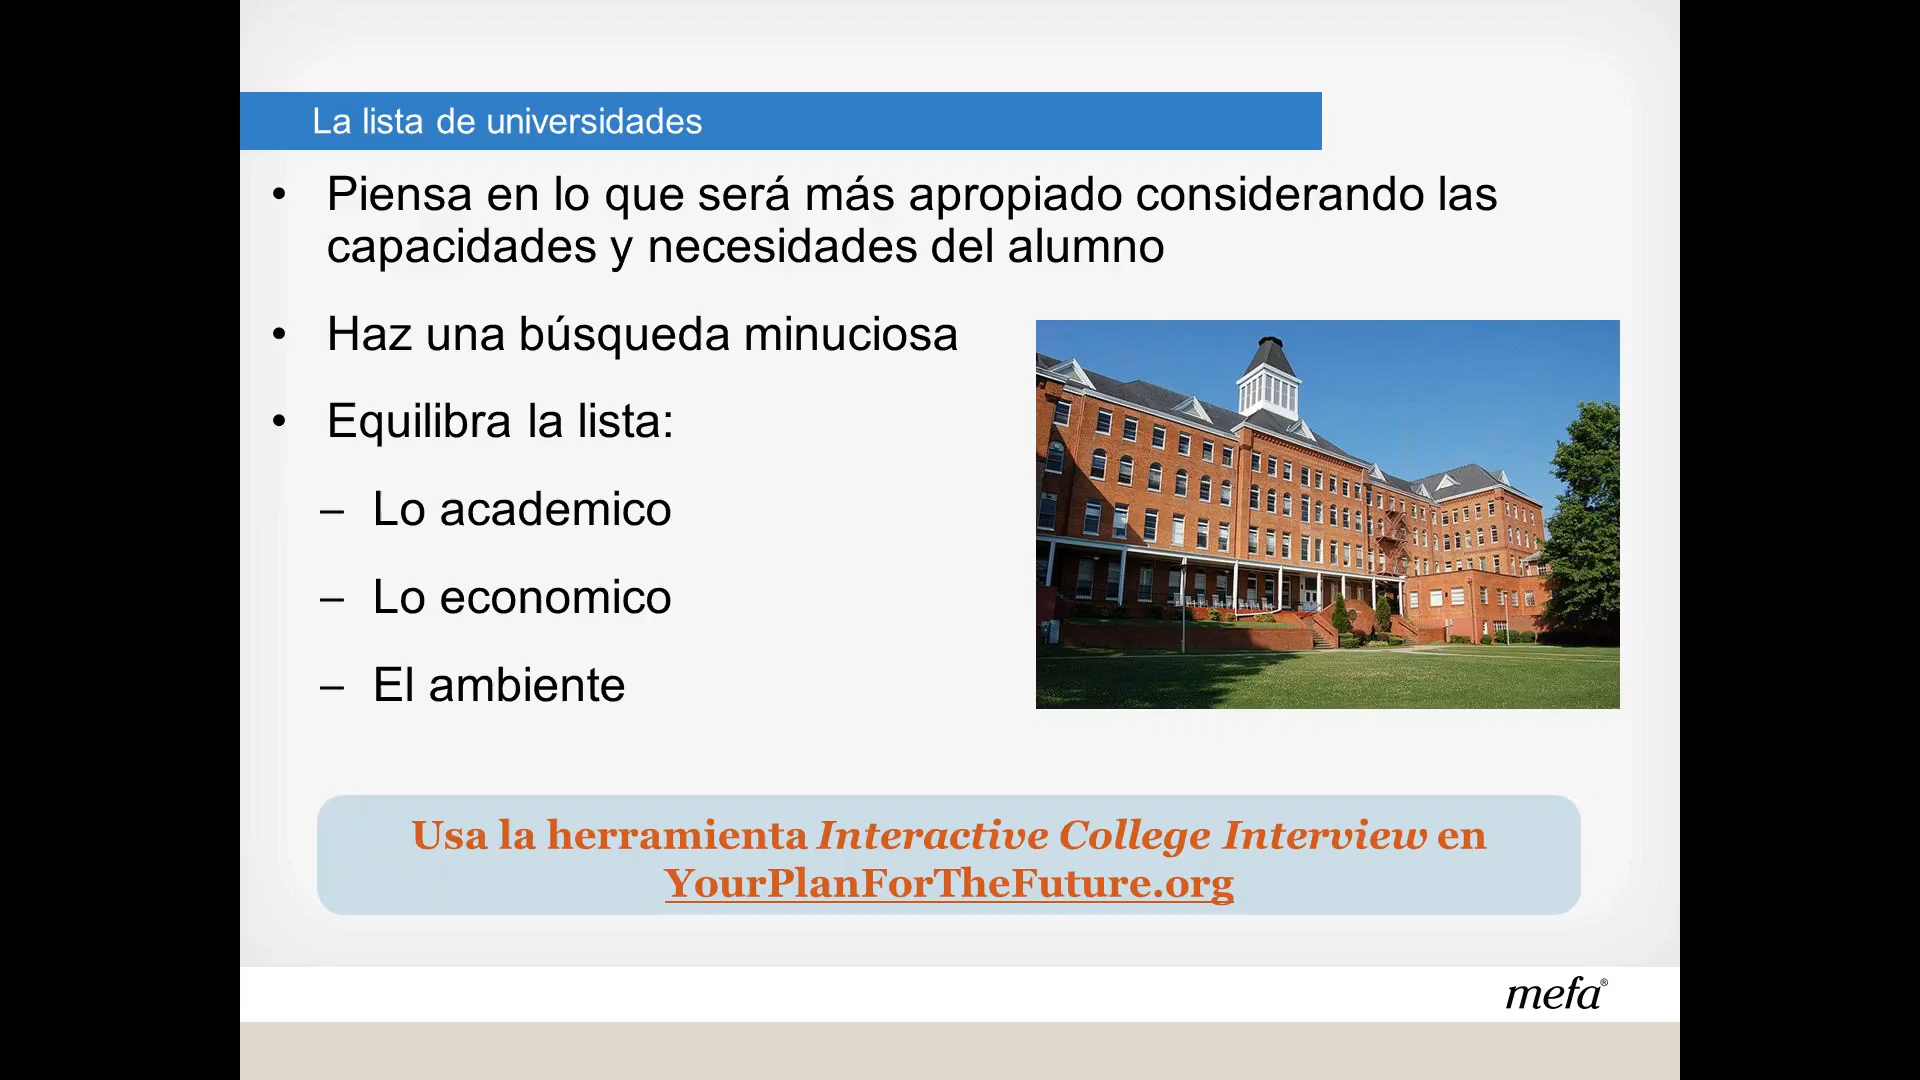 La lista de universidades
• Piensa en lo que será más apropiado considerando las
capacidades y necesidades del alumno
• Haz una búsqueda minuciosa
• Equilibra la lista:
– Lo academico
– Lo economico
– El ambiente
Usa la herramienta Interactive College Interview en
YourPlanForTheFuture.org
mefa®